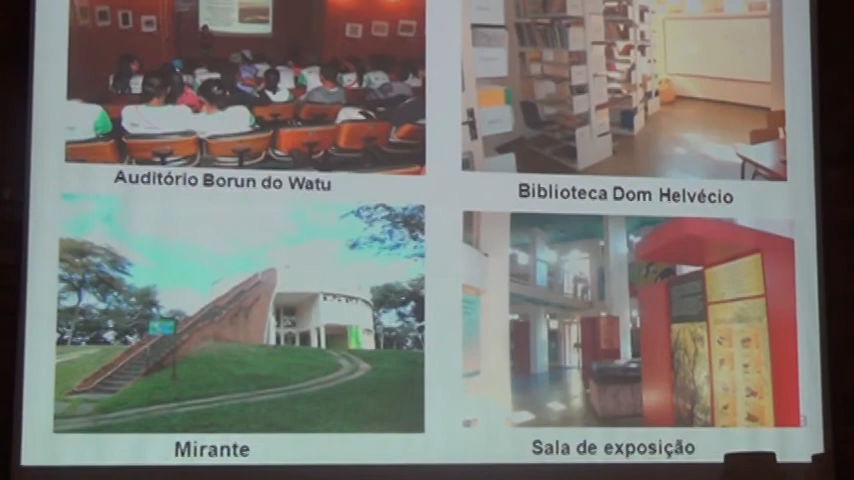 Auditório Borun do Watu
Biblioteca Dom Helvécio
Mirante
Sala de exposição